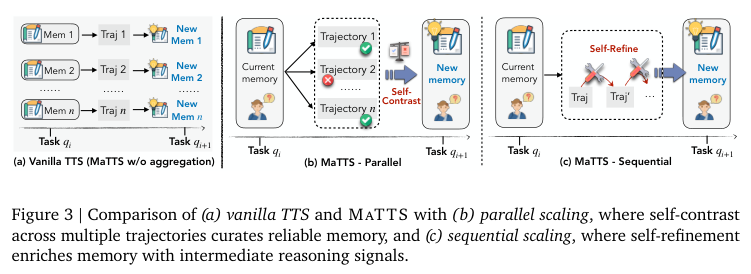 Mem 1
Traj 1
New
Mem 1
Mem 2
Traj 2
New
Mem 2
......
......
......
Mem n
Traj n
New
Mem n
Task qi
Task qi+1
(a) Vanilla TTS (MaTTS w/o aggregation)
Current
memory
Trajectory 1
Trajectory 2
......
Trajectory n
Self-
Contrast
New
memory
Task qi
Task qi+1
(b) MaTTS - Parallel
Current
memory
Self-Refine
Traj
Traj'
...
New
memory
Task qi
Task qi+1
(c) MaTTS - Sequential
Figure 3 | Comparison of (a) vanilla TTS and MATTS with (b) parallel scaling, where self-contrast
across multiple trajectories curates reliable memory, and (c) sequential scaling, where self-refinement
enriches memory with intermediate reasoning signals.